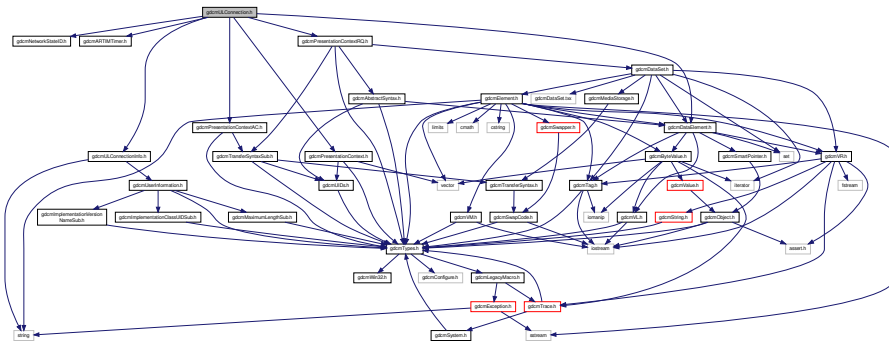 gdcmULConnection.h
gdcmNetworkStateID.h
gdcmARTIMTimer.h
gdcmPresentationContextRQ.h
gdcmDataSet.h
gdcmAbstractSyntax.h
gdcmElement.h
gdcmDataSet.txx
gdcmMediaStorage.h
gdcmPresentationContextAC.h
limits
cmath
cstring
gdcmSwapper.h
gdcmDataElement.h
gdcmULConnectionInfo.h
gdcmTransferSyntaxSub.h
gdcmPresentationContext.h
gdcmByteValue.h
gdcmSmartPointer.h
set
gdcmVR.h
gdcmUserInformation.h
gdcmUIDs.h
vector
gdcmTransferSyntax.h
gdcmTag.h
gdcmValue.h
iterator
fstream
gdcmImplementationVersion
NameSub.h
gdcmImplementationClassUIDSub.h
gdcmMaximumLengthSub.h
gdcmVM.h
gdcmSwapCode.h
iomanip
gdcmVL.h
gdcmString.h
gdcmObject.h
gdcmTypes.h
iostream
assert.h
gdcmWin32.h
gdcmConfigure.h
gdcmLegacyMacro.h
gdcmException.h
gdcmTrace.h
string
gdcmSystem.h
sstream